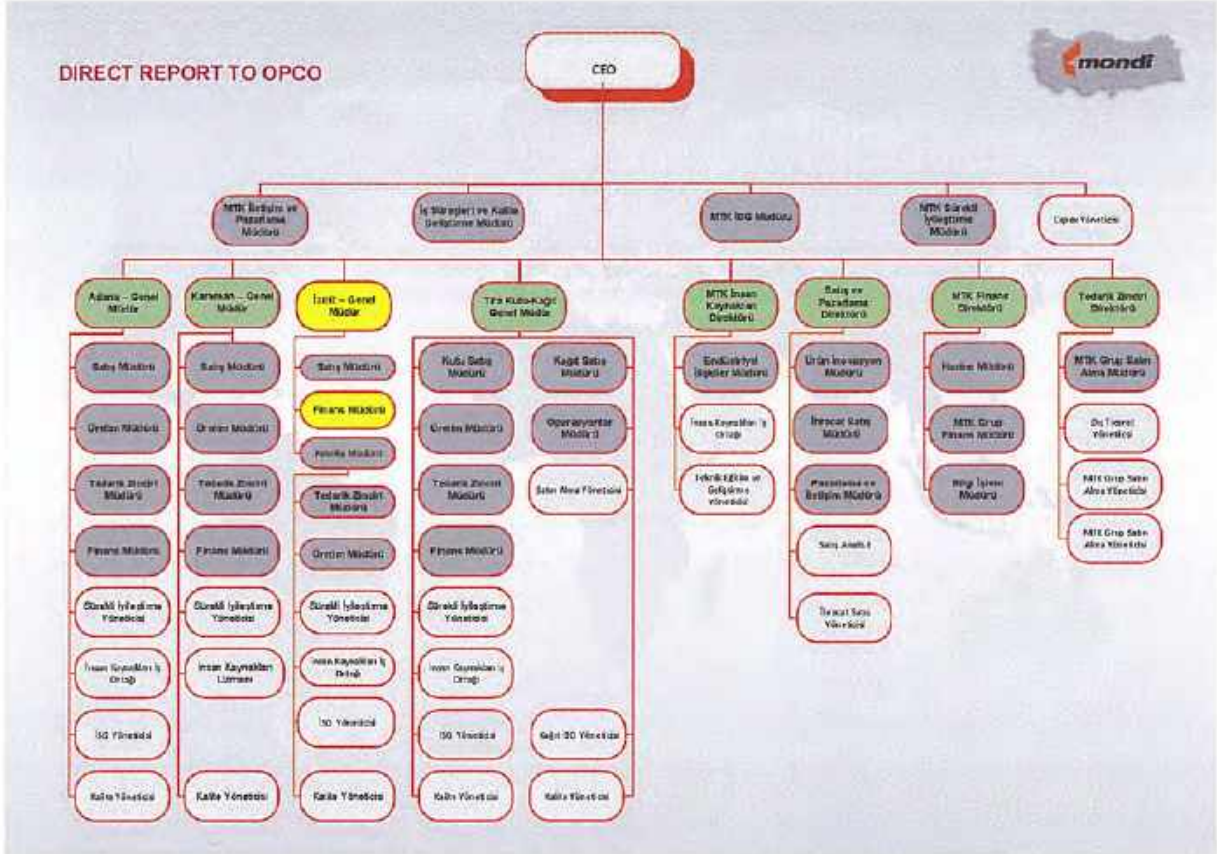 DIRECT REPORT TO OPCO
CEO
mondi
MTK İletişim ve
Pazarlama
Müdürü
İş Süreçleri ve Kalite
Geliştirme Müdürü
MTK İSG Müdürü
MTK Sürekli
İyileştirme
Müdürü
Yöneticisi
Adana – Genel
Müdür
Karaman – Genel
Müdür
İzmit – Genel
Müdür
Tire Kutu-Kağıt
Genel Müdür
MTK İnsan
Kaynakları
Direktörü
Satış ve
Pazarlama
Direktörü
MTK Finans
Direktörü
Tedarik Zinciri
Direktörü
Satış Müdürü
Satış Müdürü
Satış Müdürü
Kutu Satış
Müdürü
Kağıt Satış
Müdürü
Endüstriyel
İlişkiler Müdürü
Ürün İnovasyon
Müdürü
Hazine Müdürü
MTK Grup Satın
Alma Müdürü
Üretim Müdürü
Üretim Müdürü
Finans Müdürü
Üretim Müdürü
Operasyonlar
Müdürü
İnsan Kaynakları İş
Ortağı
İhracat Satış
Müdürü
MTK Grup
Finans Müdürü
Dış Ticaret
Yöneticisi
Fabrika Müdürü
Tedarik Zinciri
Müdürü
Tedarik Zinciri
Müdürü
Tedarik Zinciri
Müdürü
Tedarik Zinciri
Müdürü
Satın Alma Yöneticisi
Teknik Eğitim ve
Geliştirme
Yöneticisi
Pazarlama ve
İletişim Müdürü
Bilgi İşlem
Müdürü
MTK Grup Satın
Alma Yöneticisi
Finans Müdürü
Finans Müdürü
Üretim Müdürü
Finans Müdürü
Satış Analist
MTK Grup Satın
Alma Yöneticisi
Sürekli İyileştirme
Yöneticisi
Sürekli İyileştirme
Yöneticisi
Sürekli İyileştirme
Yöneticisi
Sürekli İyileştirme
Yöneticisi
İhracat Satış
Yöneticisi
İnsan Kaynakları İş
Ortağı
İnsan Kaynakları
Uzmanı
İnsan Kaynakları İş
Ortağı
İnsan Kaynakları İş
Ortağı
İSG Yöneticisi
İSG Yöneticisi
İSG Yöneticisi
Kağıt İSG Yöneticisi
Kalite Yöneticisi
Kalite Yöneticisi
Kalite Yöneticisi
Kalite Yöneticisi
Kalite Yöneticisi